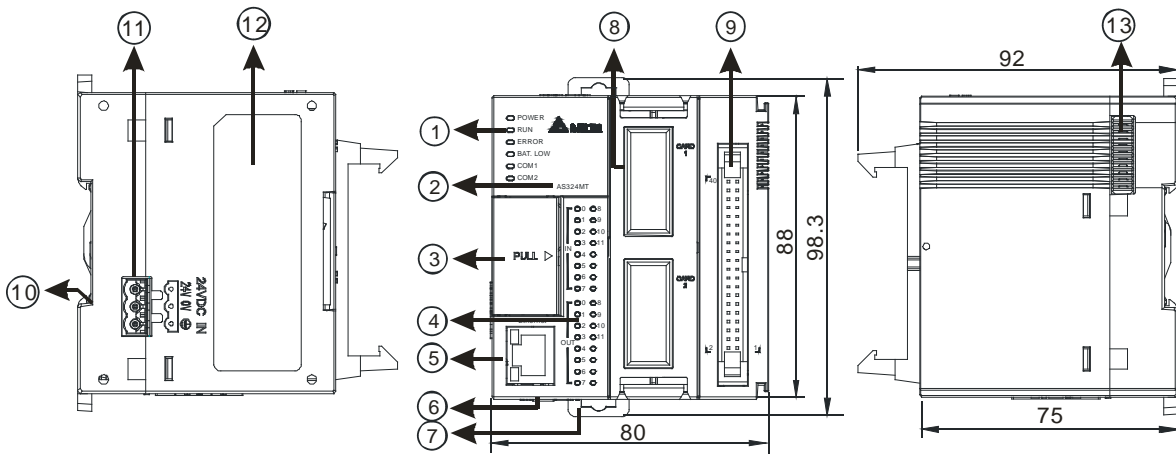 11
12
10
24VDC IN
24V 0V
1
2
3
4
5
6
7
8
9
POWER
RUN
ERROR
BAT. LOW
COM1
COM2
AS324MT
PULL
IN
0 8
1 9
2 10
3 11
4
5
6
7
OUT
0 8
1 9
2 10
3 11
4
5
6
7
CARD
1
CARD
2
40
2 1
80
88
98.3
13
92
75